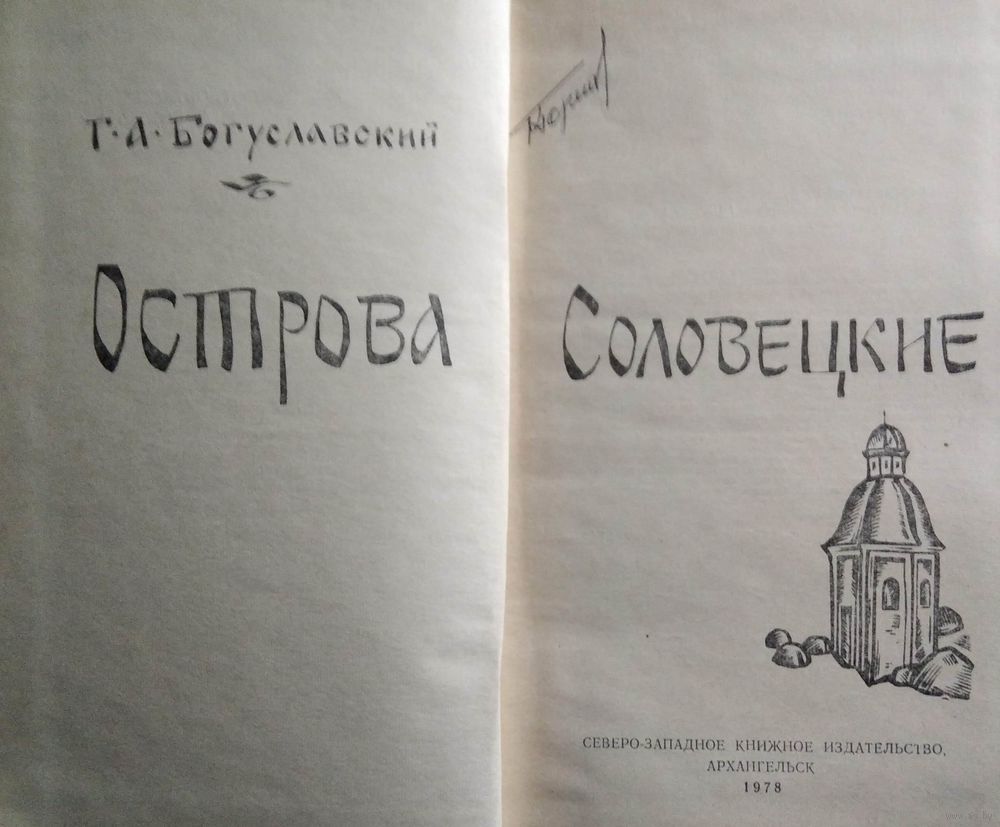 Г·А·Богуславский
Острова
Соловецкие
СЕВЕРО-ЗАПАДНОЕ КНИЖНОЕ ИЗДАТЕЛЬСТВО,
АРХАНГЕЛЬСК
1978